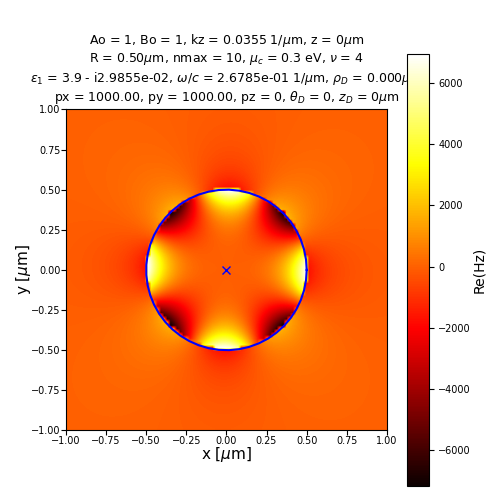 Ao = 1, Bo = 1, kz = 0.0355 1/μm, z = 0μm
R = 0.50μm, nmax = 10, μc = 0.3 eV, ν = 4
ε1 = 3.9 - i2.9855e-02, ω/c = 2.6785e-01 1/μm, ρD = 0.000μ
px = 1000.00, py = 1000.00, pz = 0, θD = 0, zD = 0μm
1.00
0.75
0.50
0.25
0.00
−0.25
−0.50
−0.75
−1.00
y [μm]
−1.00 −0.75 −0.50 −0.25 0.00 0.25 0.50 0.75 1.00
x [μm]
6000
4000
2000
0
−2000
−4000
−6000
Re(Hz)